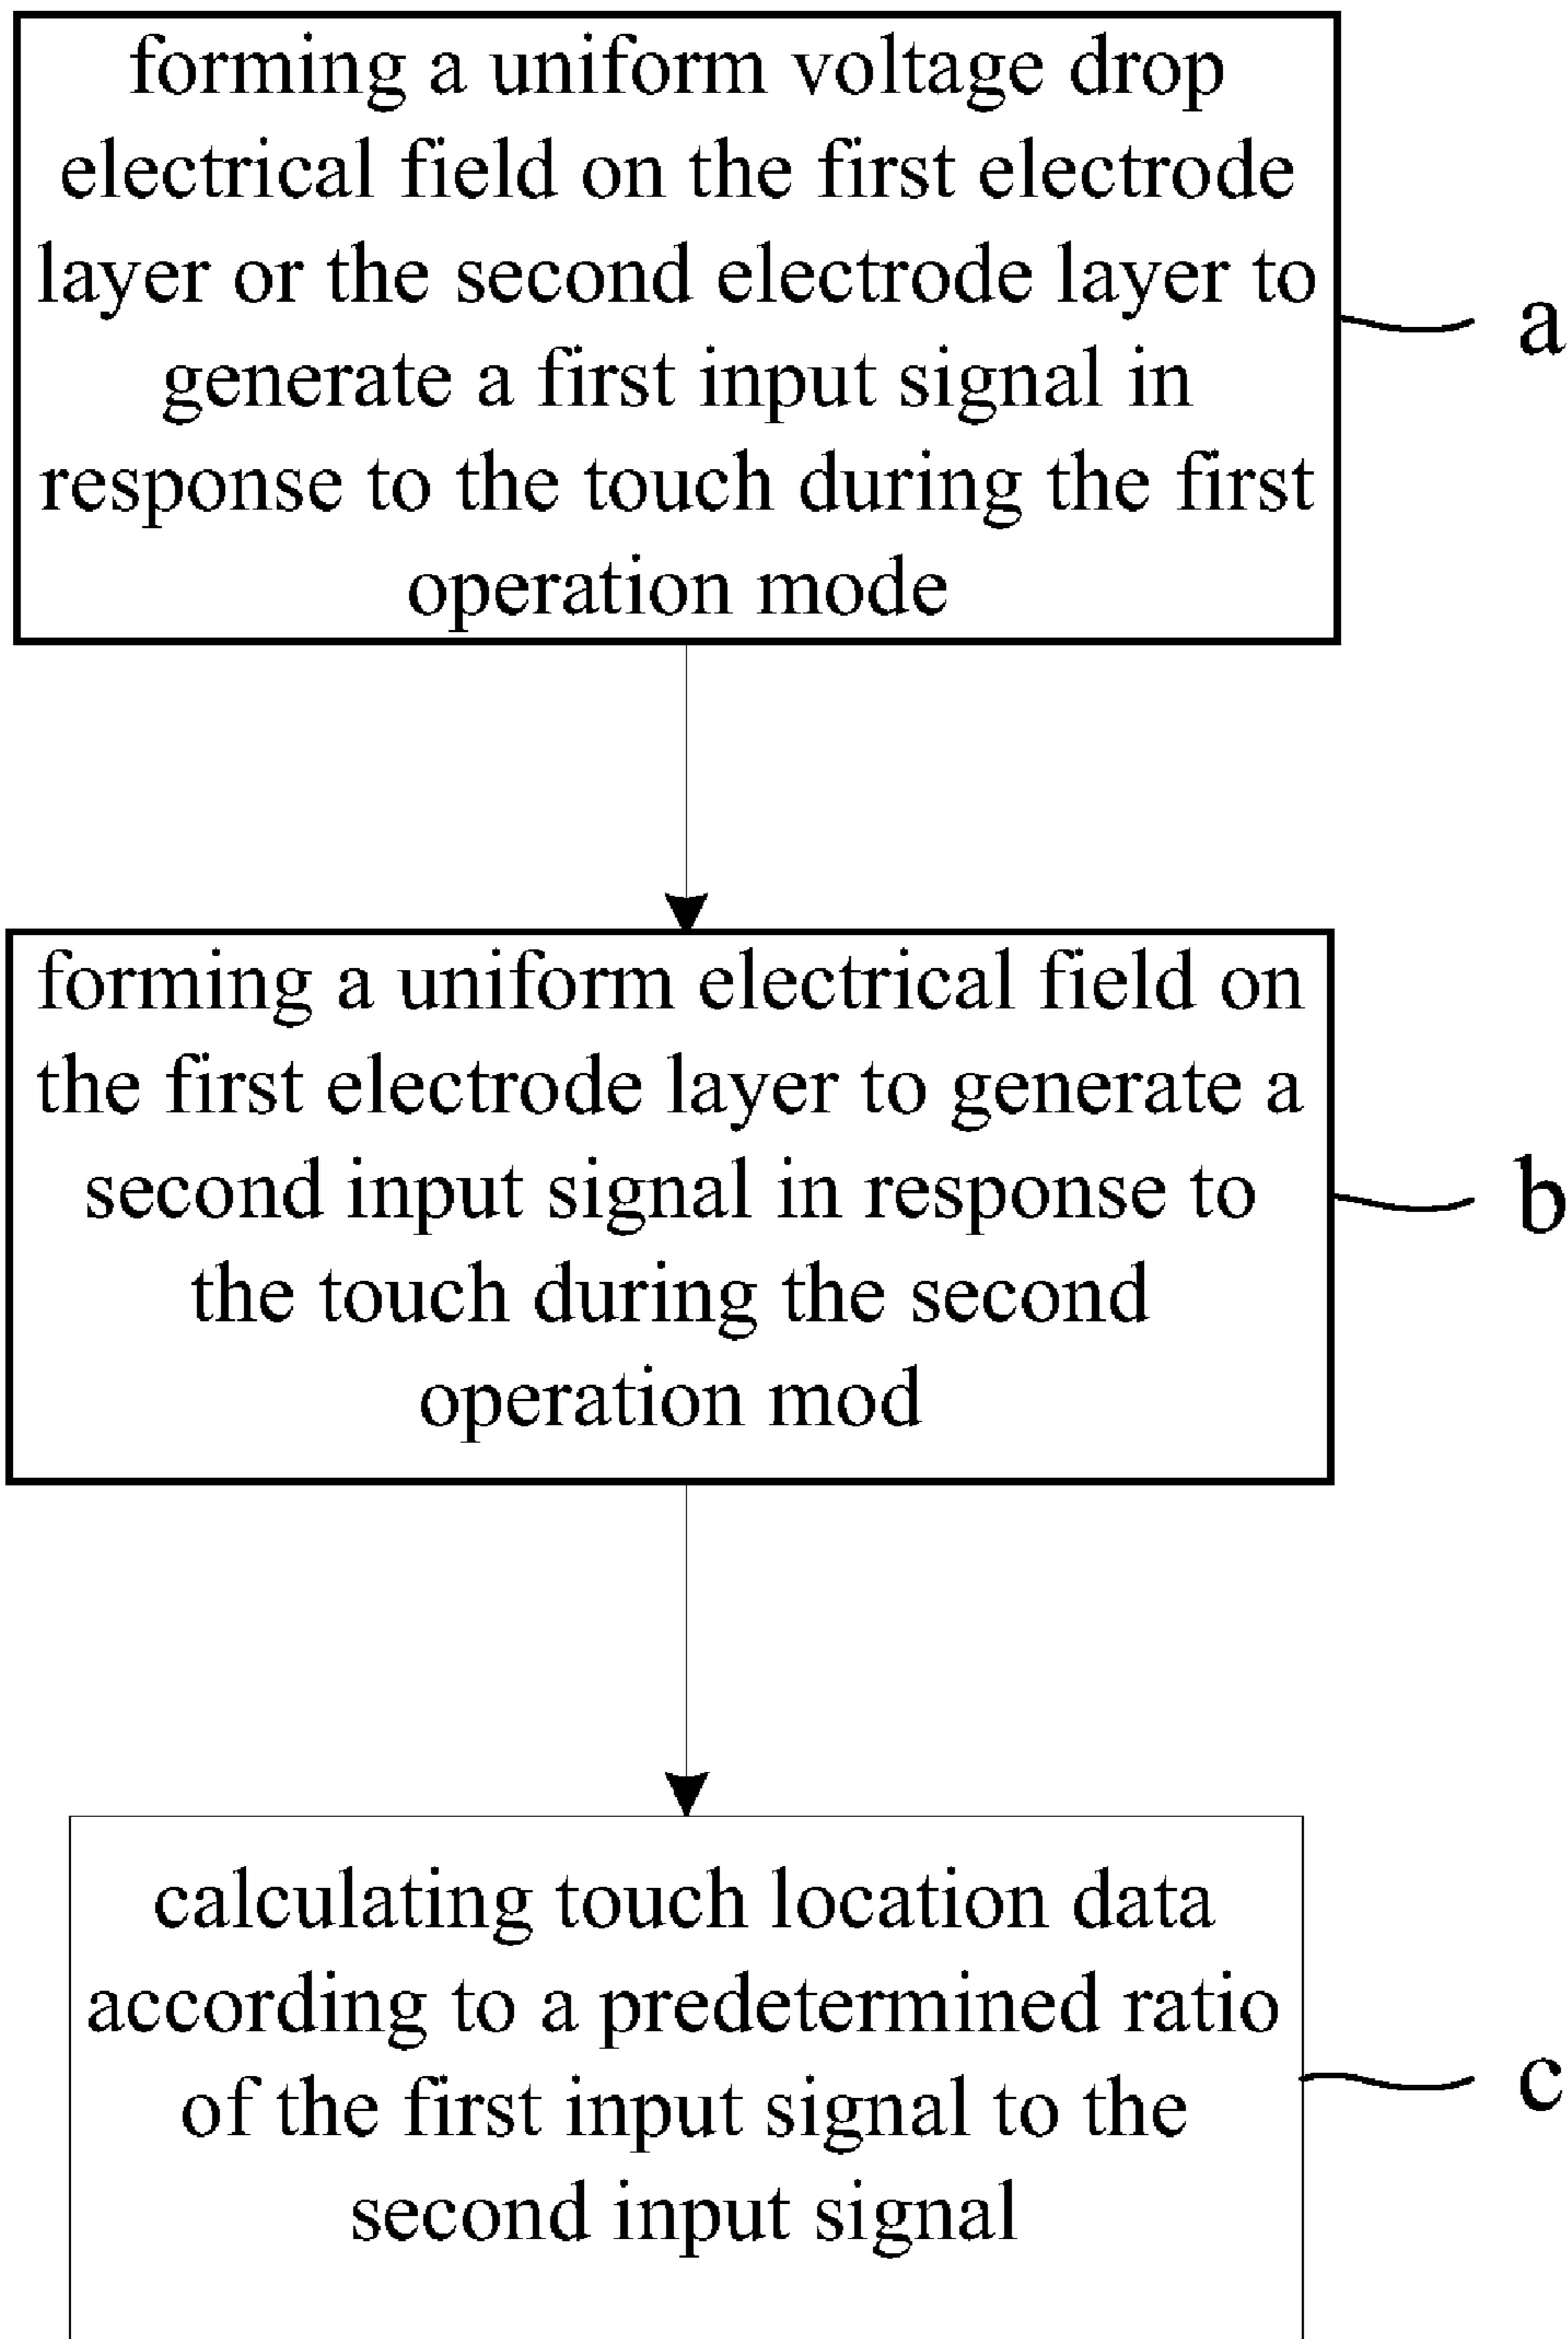 forming a uniform voltage drop
electrical field on the first electrode
layer or the second electrode layer to
generate a first input signal in
response to the touch during the first
operation mode
a
forming a uniform electrical field on
the first electrode layer to generate a
second input signal in response to
the touch during the second
operation mod
b
calculating touch location data
according to a predetermined ratio
of the first input signal to the
second input signal
c